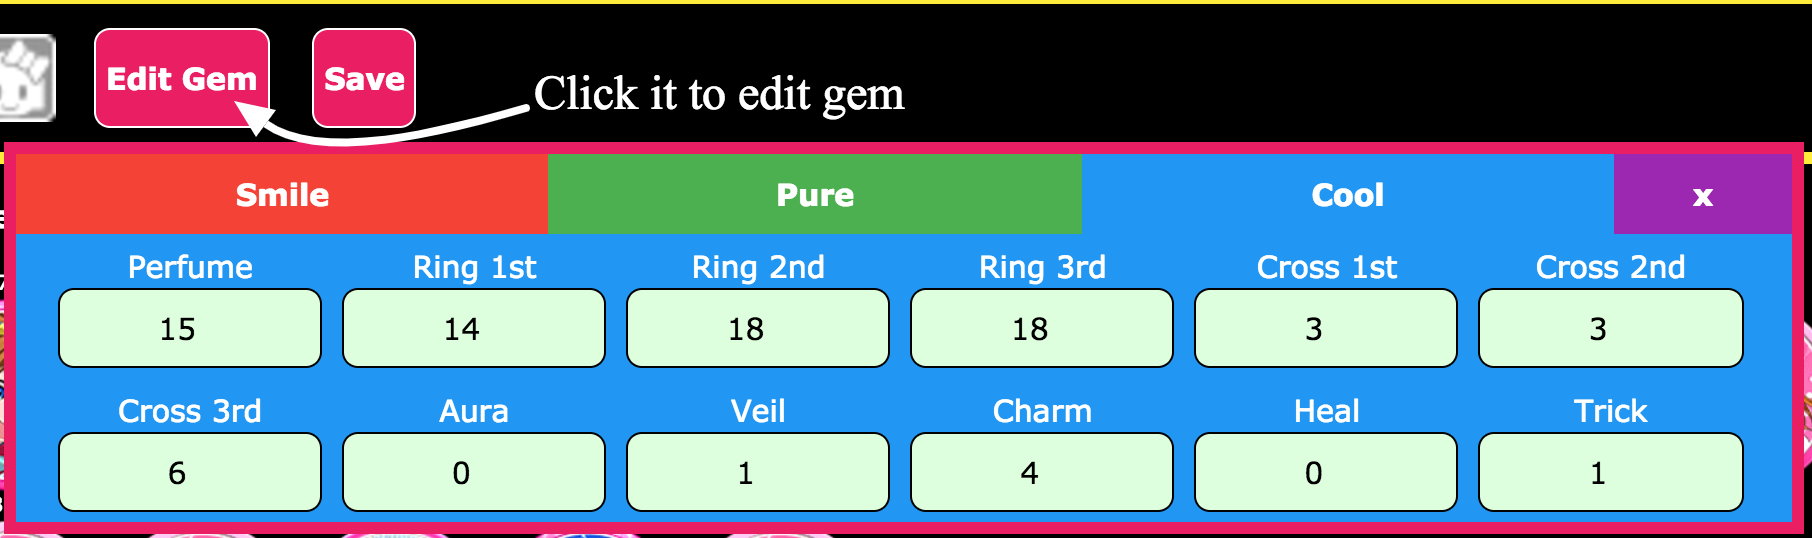 Edit Gem Save
Click it to edit gem
Smile Pure Cool x
Perfume Ring 1st Ring 2nd Ring 3rd Cross 1st Cross 2nd
15 14 18 18 3 3
Cross 3rd Aura Veil Charm Heal Trick
6 0 1 4 0 1